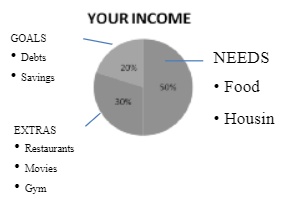 YOUR INCOME
GOALS
• Debts
• Savings
20%
30%
50%
NEEDS
• Food
• Housin
EXTRAS
• Restaurants
• Movies
• Gym